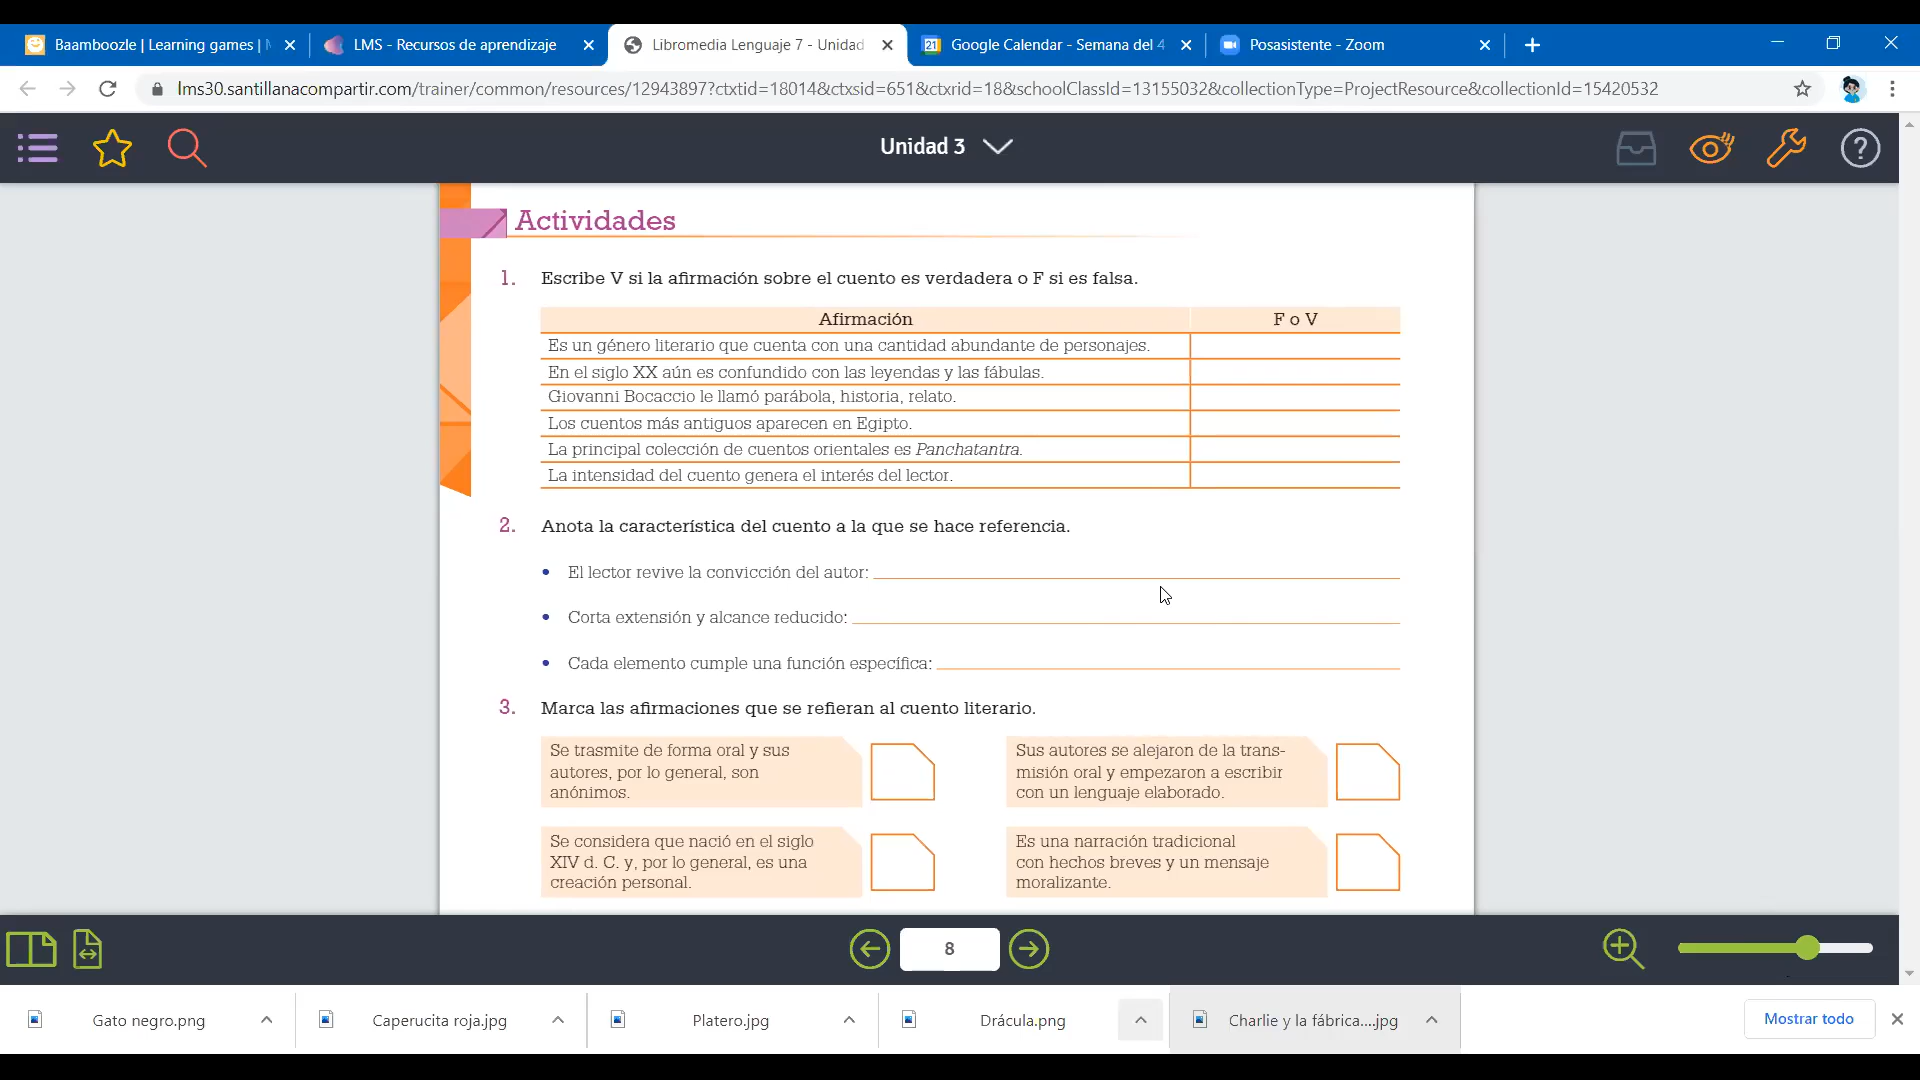 Baamboozle | Learning games |
LMS - Recursos de aprendizaje
Libromedia Lenguaje 7 - Unidad
Google Calendar - Semana del 4
Posasistente - Zoom
lms30.santillanacompartir.com/trainer/common/resources/12943897?ctxtid=18014&ctxsid=651&ctxrid=18&schoolClassId=13155032&collectionType=ProjectResource&collectionId=15420532
Unidad 3
Actividades
1. Escribe V si la afirmación sobre el cuento es verdadera o F si es falsa.
Afirmación F o V
Es un género literario que cuenta con una cantidad abundante de personajes.
En el siglo XX aún es confundido con las leyendas y las fábulas.
Giovanni Bocaccio le llamó parábola, historia, relato.
Los cuentos más antiguos aparecen en Egipto.
La principal colección de cuentos orientales es Panchatantra.
La intensidad del cuento genera el interés del lector.
2. Anota la característica del cuento a la que se hace referencia.
• El lector revive la convicción del autor:
• Corta extensión y alcance reducido:
• Cada elemento cumple una función específica:
3. Marca las afirmaciones que se refieran al cuento literario.
Se trasmite de forma oral y sus
autores, por lo general, son
anónimos.
Sus autores se alejaron de la trans-
misión oral y empezaron a escribir
con un lenguaje elaborado.
Se considera que nació en el siglo
XIV d. C. y, por lo general, es una
creación personal.
Es una narración tradicional
con hechos breves y un mensaje
moralizante.
8
Gato negro.png
Caperucita roja.jpg
Platero.jpg
Drácula.png
Charlie y la fábrica....jpg
Mostrar todo